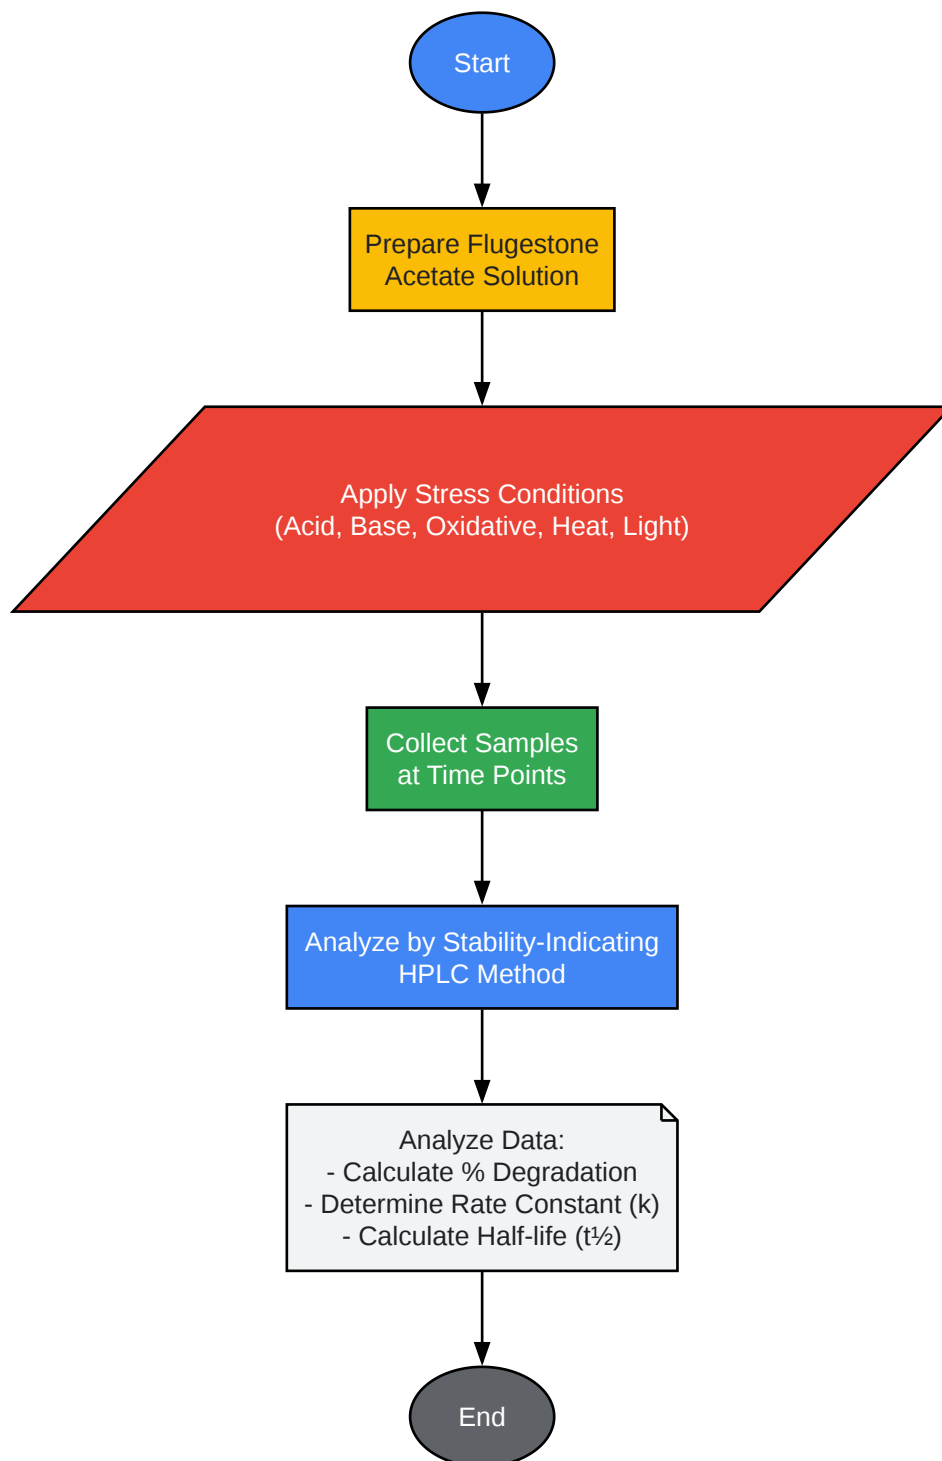 Start
Prepare Flugestone
Acetate Solution
Apply Stress Conditions
(Acid, Base, Oxidative, Heat, Light)
Collect Samples
at Time Points
Analyze by Stability-Indicating
HPLC Method
Analyze Data:
- Calculate % Degradation
- Determine Rate Constant (k)
- Calculate Half-life (t½)
End